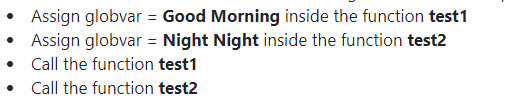 • Assign globvar = Good Morning inside the function test1
• Assign globvar = Night Night inside the function test2
• Call the function test1
• Call the function test2